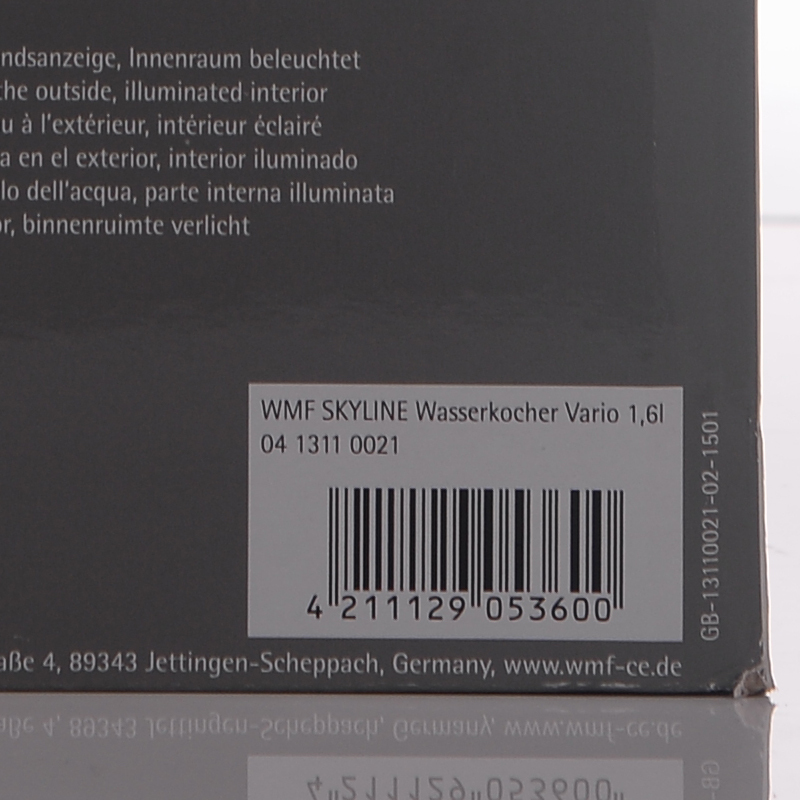 ndsanzeige, Innenraum beleuchtet
the outside, illuminated interior
u à l'extérieur, intérieur éclairé
a en el exterior, interior iluminado
lo dell'acqua, parte interna illuminata
or, binnenruimte verlicht
WMF SKYLINE Wasserkocher Vario 1,6l
04 1311 0021
4 211129 053600
GB-13110021-02-1501
aße 4, 89343 Jettingen-Scheppach, Germany, www.wmf-ce.de